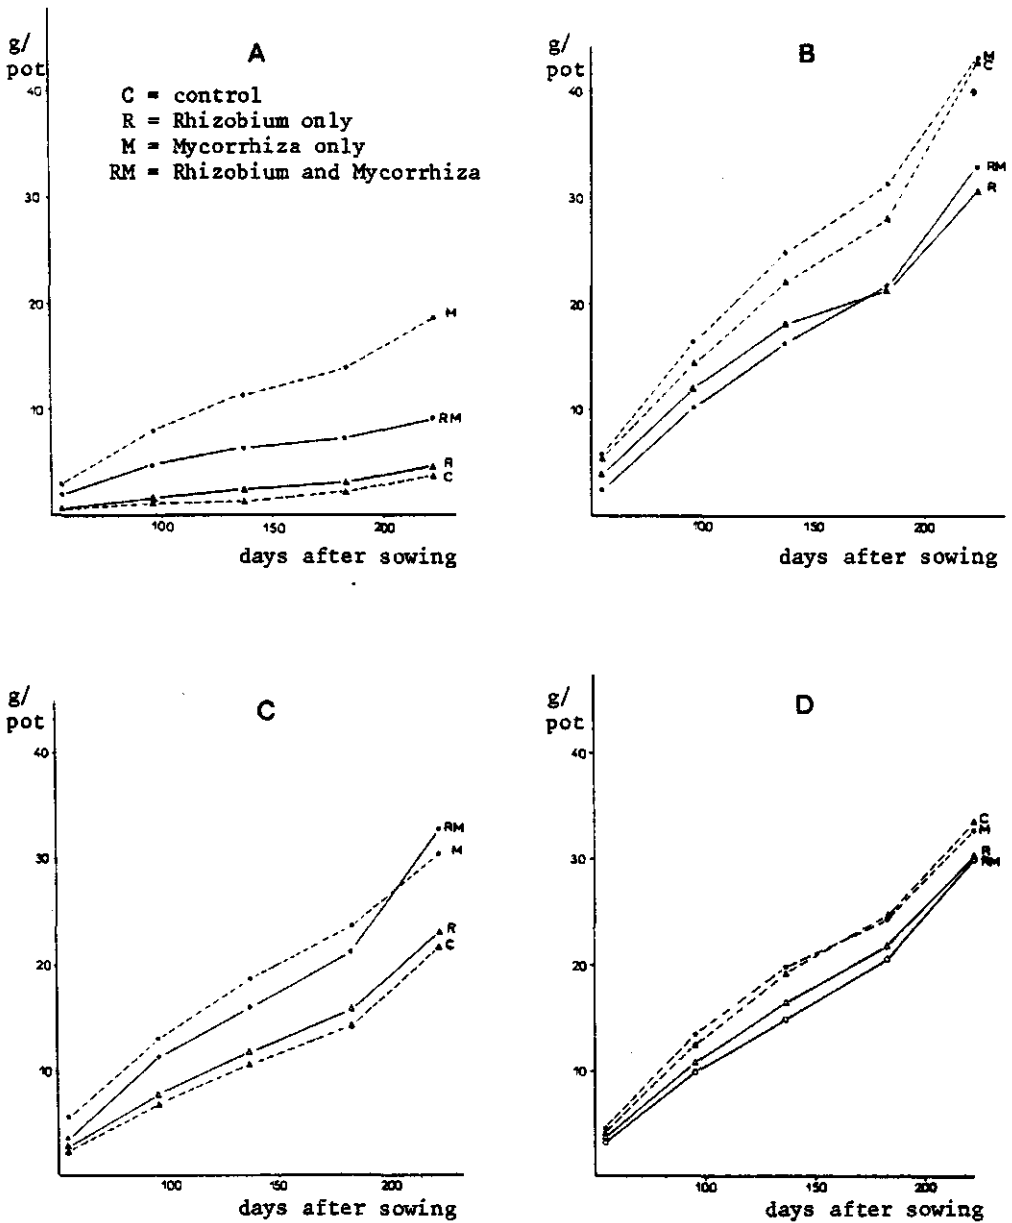 g/
pot
A
C = control
R = Rhizobium only
M = Mycorrhiza only
RM = Rhizobium and Mycorrhiza
40
30
20
10
M
RM
R
C
100 150 200
days after sowing
g/
pot
B
40
30
20
10
M
C
RM
R
100 150 200
days after sowing
g/
pot
C
40
30
20
10
RM
M
R
C
100 150 200
days after sowing
g/
pot
D
40
30
20
10
C
M
R
RM
100 150 200
days after sowing